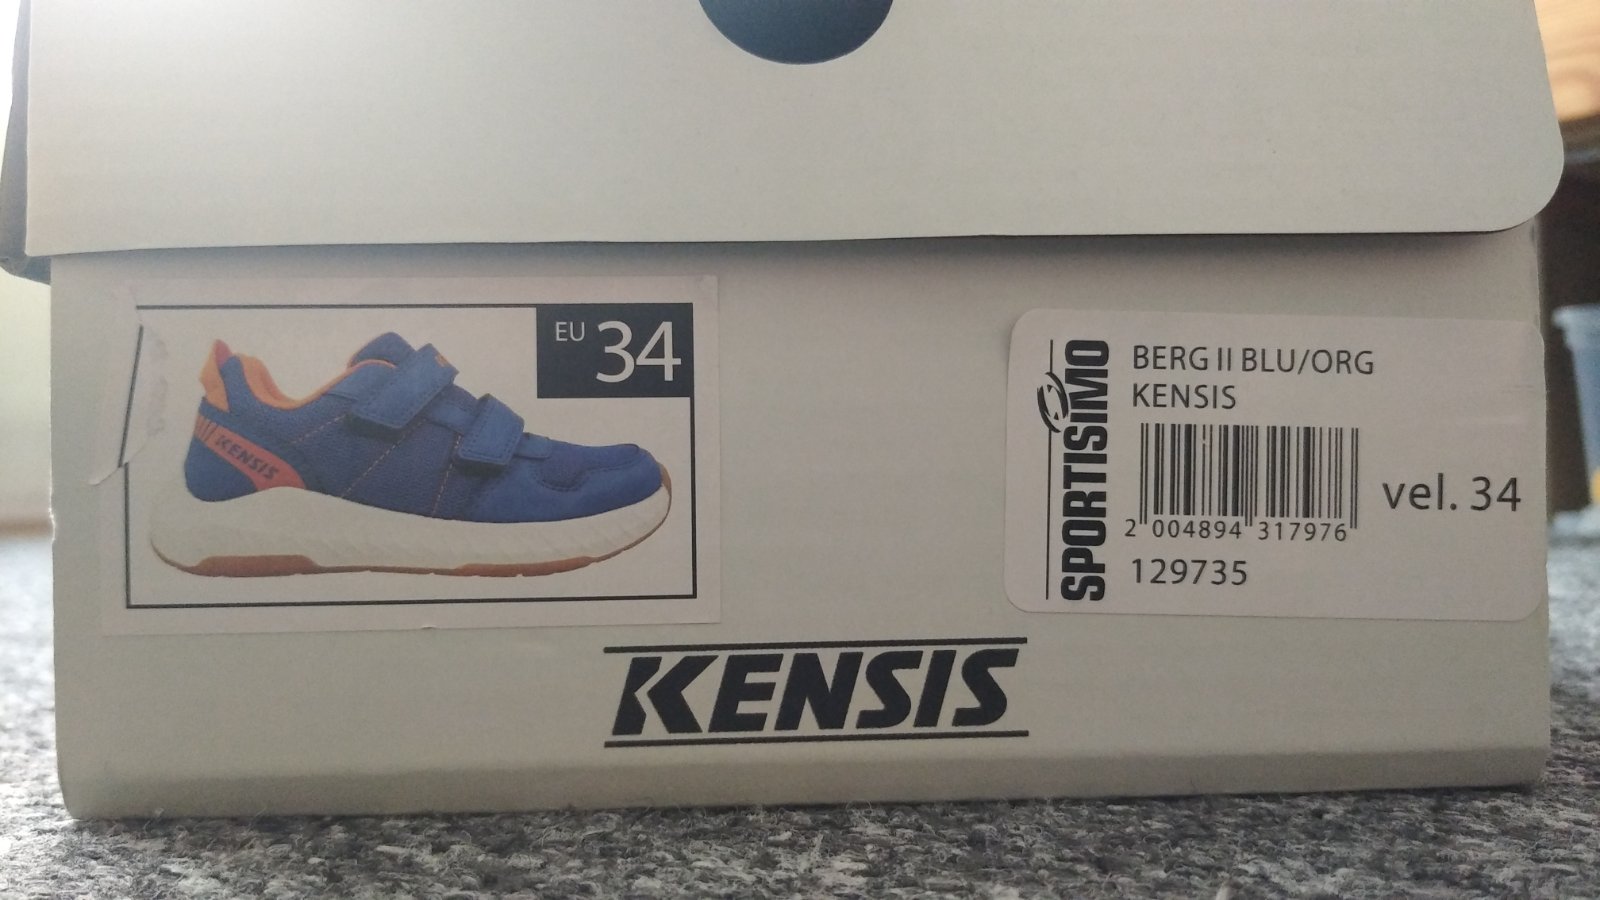 EU 34
KENSIS
SPORTISIMO
BERG II BLU/ORG
KENSIS
vel. 34
2 004894 317976
129735
KENSIS